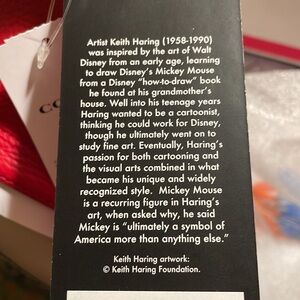 Artist Keith Haring (1958-1990)
was inspired by the art of Walt
Disney from an early age, learning
to draw Disney's Mickey Mouse
from a Disney "how-to-draw" book
he found at his grandmother's
house. Well into his teenage years
Haring wanted to be a cartoonist,
thinking he could work for Disney,
though he ultimately went on to
study fine art. Eventually, Haring's
passion for both cartooning and
the visual arts combined in what
became his unique and widely
recognized style. Mickey Mouse
is a recurring figure in Haring's
art, when asked why, he said
Mickey is "ultimately a symbol of
America more than anything else."
Keith Haring artwork:
© Keith Haring Foundation.